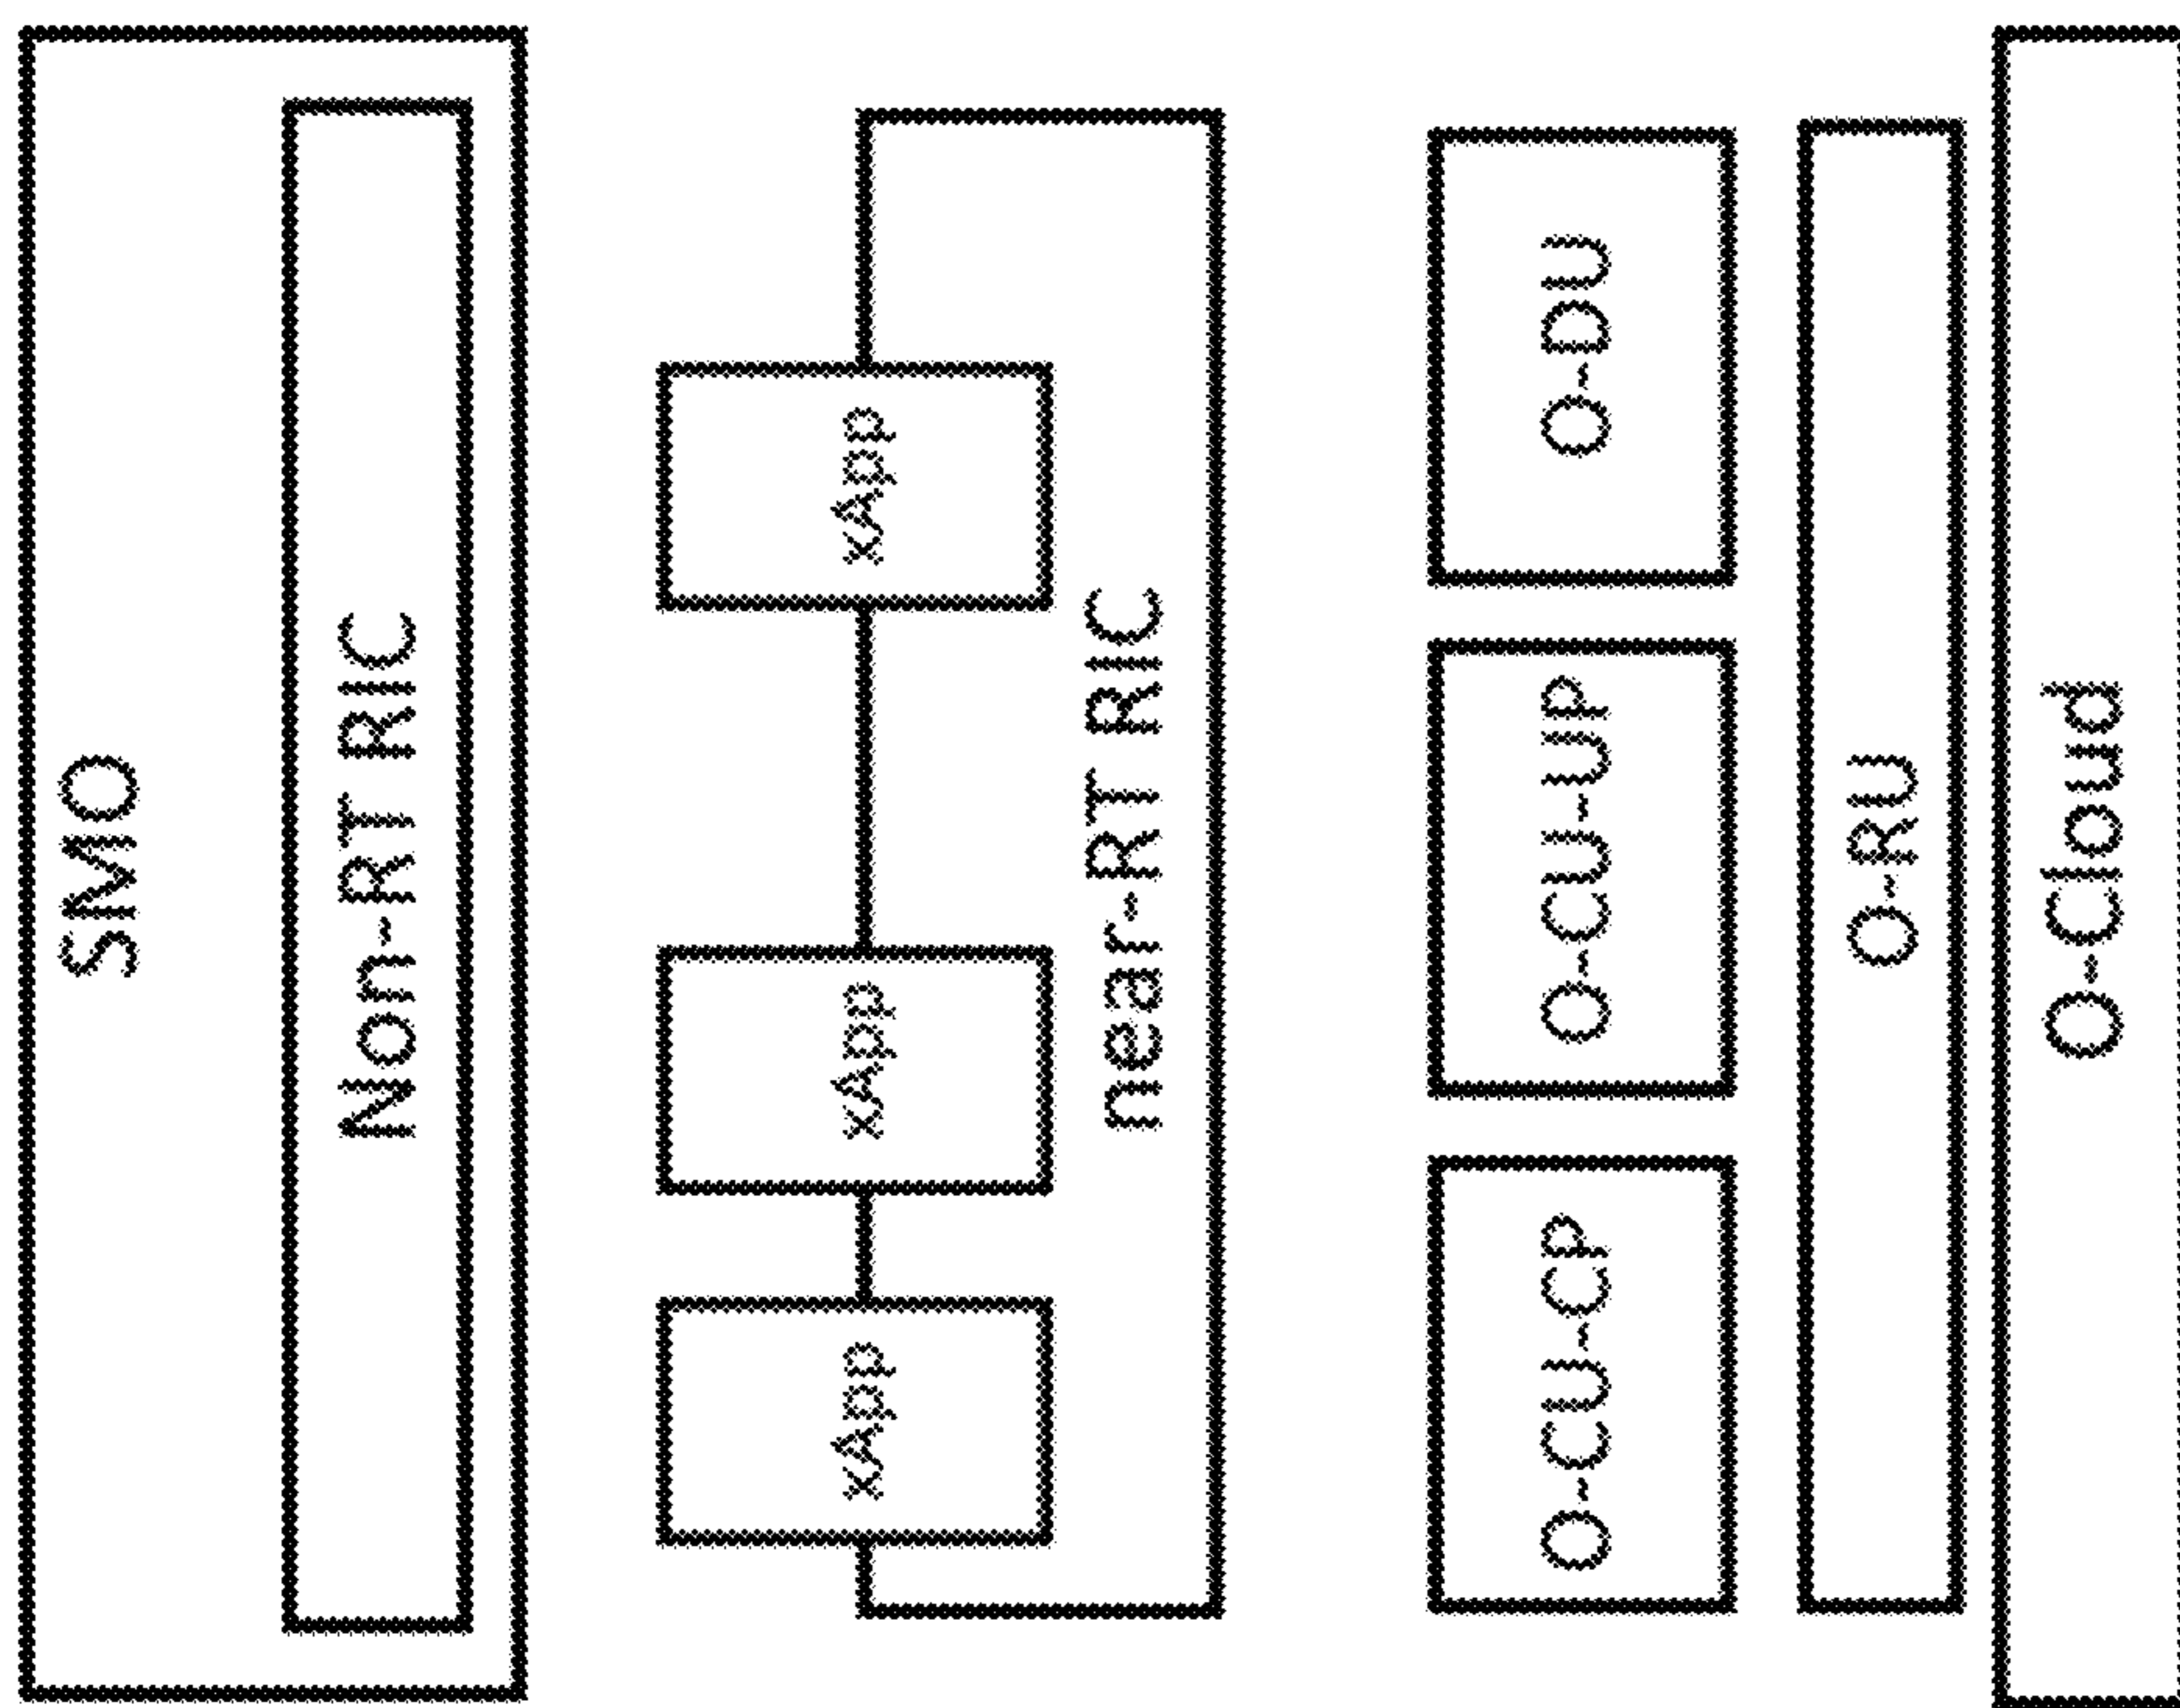 SMO
Non-RT RIC
xApp xApp xApp
near-RT RIC
O-CU-CP O-CU-UP O-DU
O-RU
O-Cloud